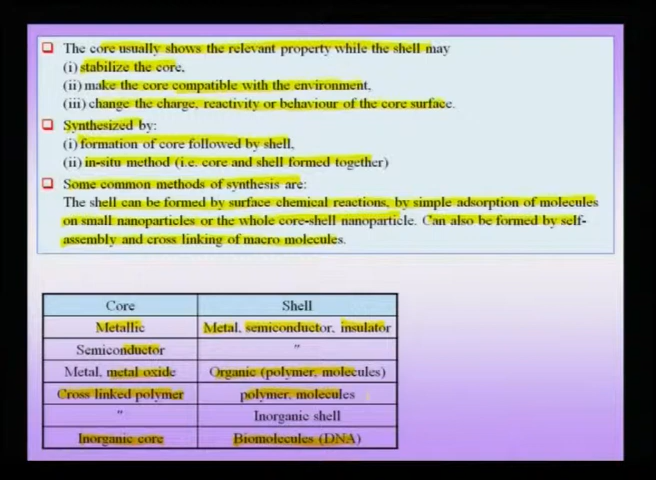 The core usually shows the relevant property while the shell may
(i) stabilize the core,
(ii) make the core compatible with the environment,
(iii) change the charge, reactivity or behaviour of the core surface.
Synthesized by:
(i) formation of core followed by shell,
(ii) in-situ method (i.e. core and shell formed together)
Some common methods of synthesis are:
The shell can be formed by surface chemical reactions, by simple adsorption of molecules
on small nanoparticles or the whole core-shell nanoparticle. Can also be formed by self-
assembly and cross linking of macro molecules.
Core Shell
Metallic Metal, semiconductor, insulator
Semiconductor "
Metal, metal oxide Organic (polymer, molecules)
Cross linked polymer polymer, molecules
" Inorganic shell
Inorganic core Biomolecules (DNA)